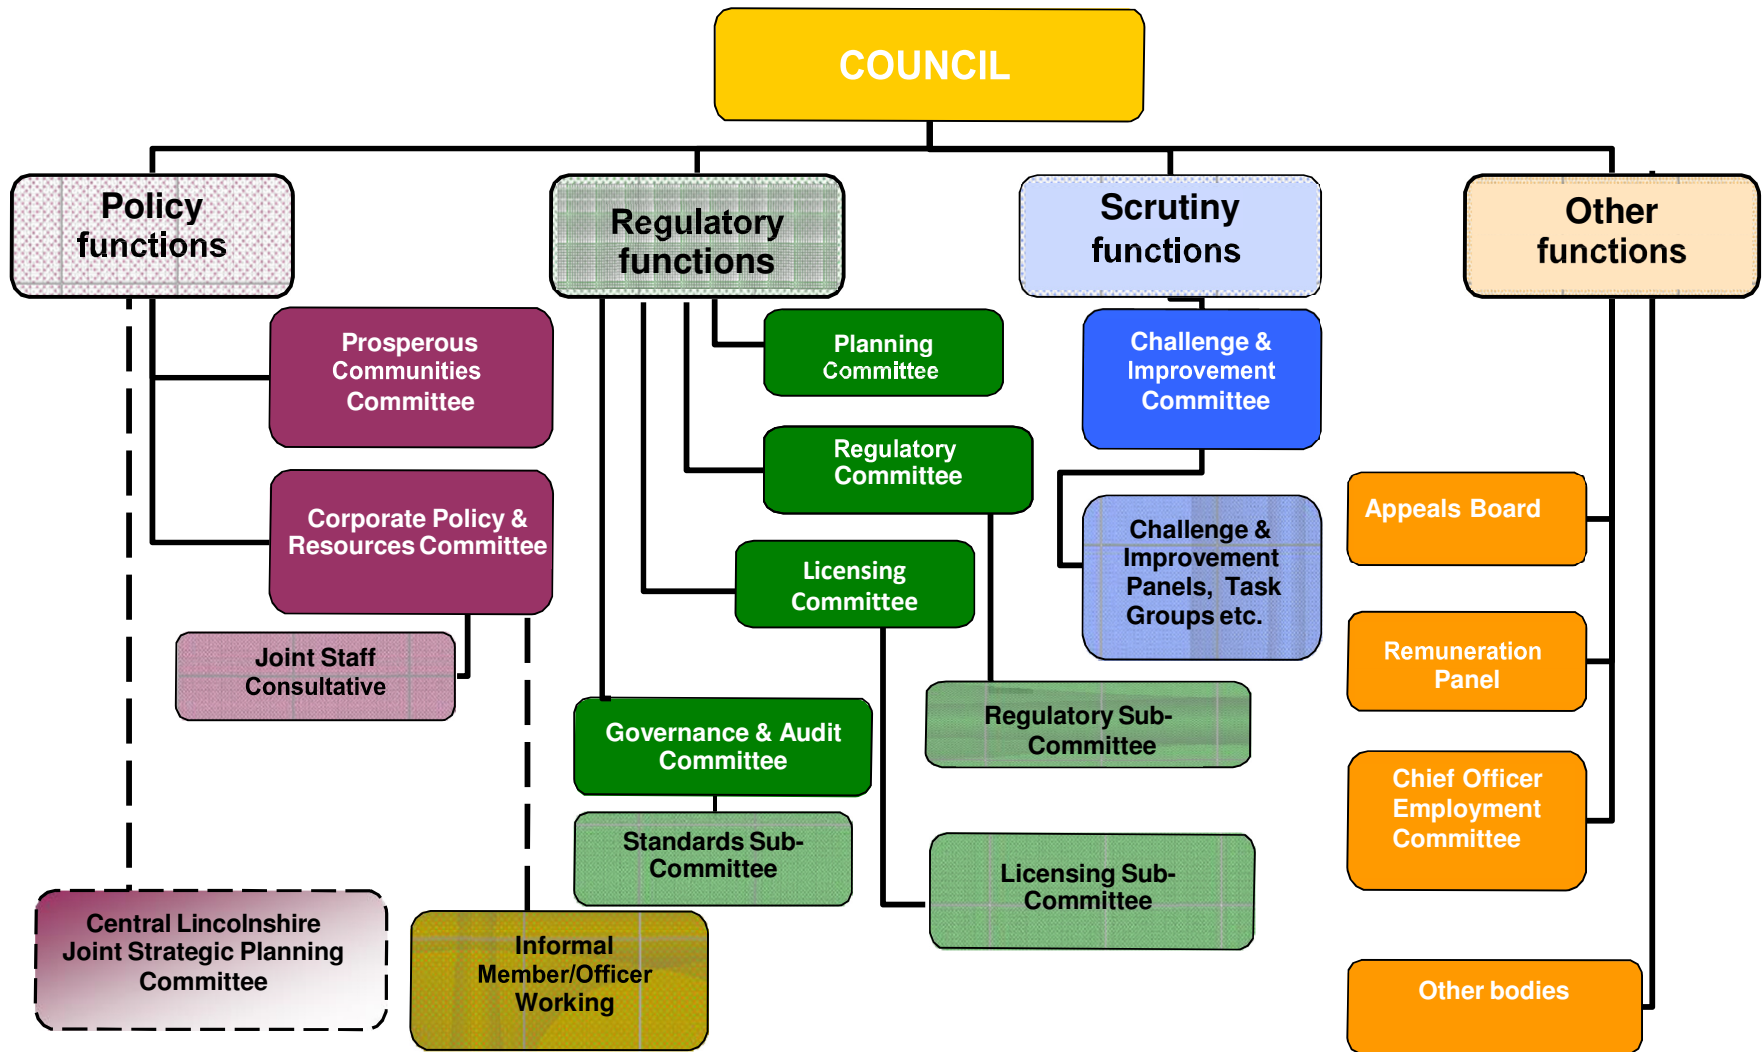 COUNCIL
Policy
functions
Regulatory
functions
Scrutiny
functions
Other
functions
Prosperous
Communities
Committee
Planning
Committee
Challenge &
Improvement
Committee
Corporate Policy &
Resources Committee
Regulatory
Committee
Appeals Board
Challenge &
Improvement
Panels, Task
Groups etc.
Licensing
Committee
Joint Staff
Consultative
Remuneration
Panel
Governance & Audit
Committee
Regulatory Sub-
Committee
Chief Officer
Employment
Committee
Standards Sub-
Committee
Licensing Sub-
Committee
Central Lincolnshire
Joint Strategic Planning
Committee
Informal
Member/Officer
Working
Other bodies